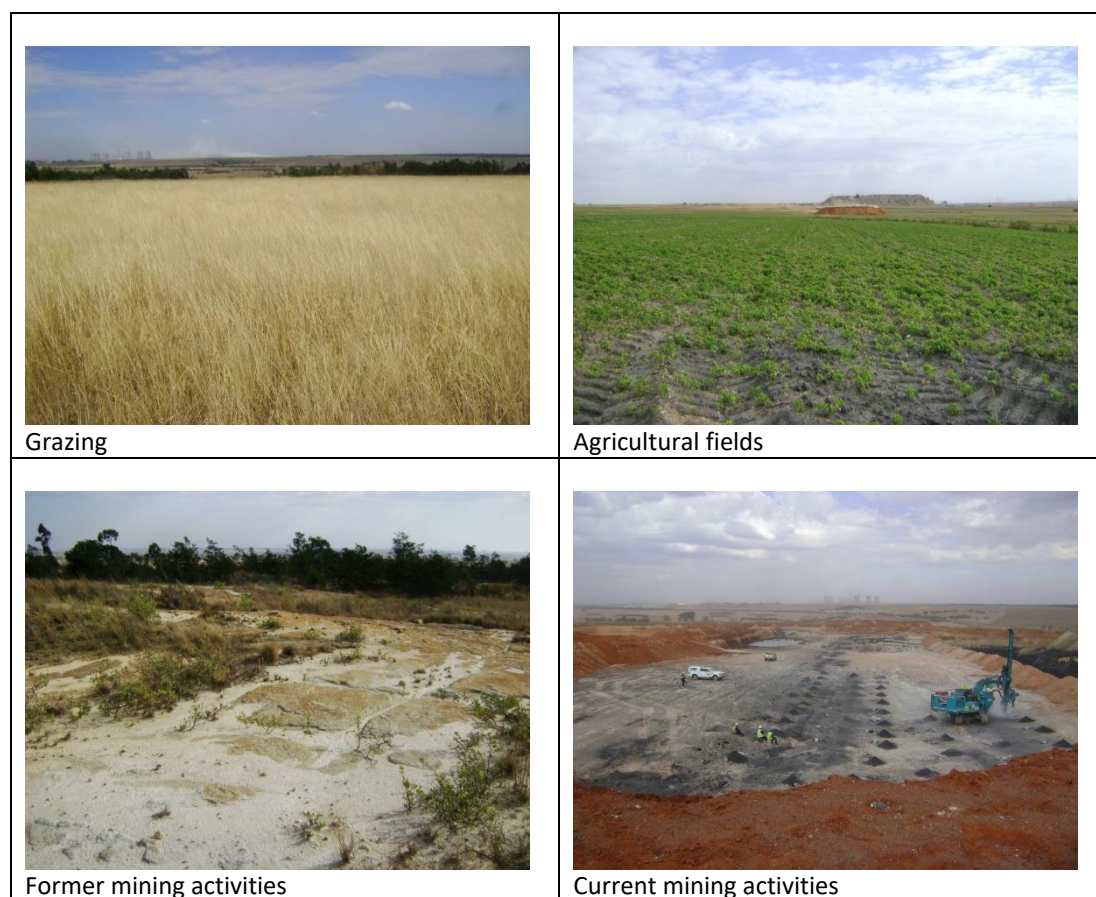 Grazing
Agricultural fields
Former mining activities
Current mining activities